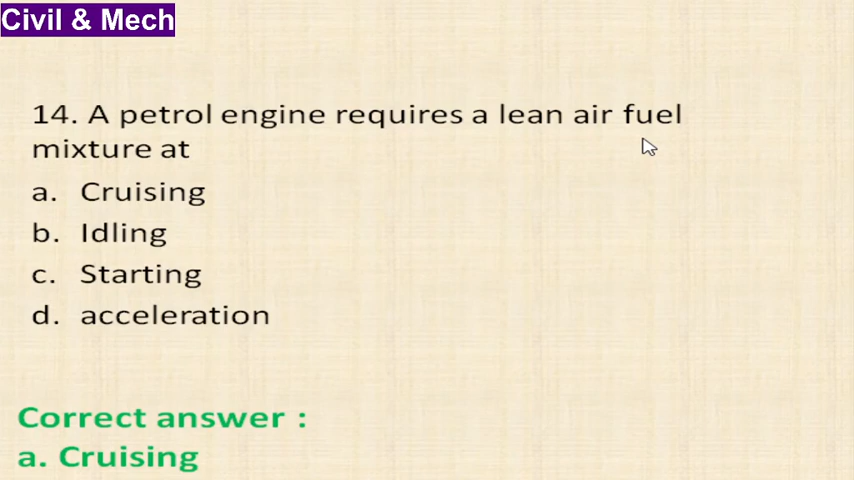 Civil & Mech
14. A petrol engine requires a lean air fuel
mixture at
a. Cruising
b. Idling
c. Starting
d. acceleration
Correct answer :
a. Cruising